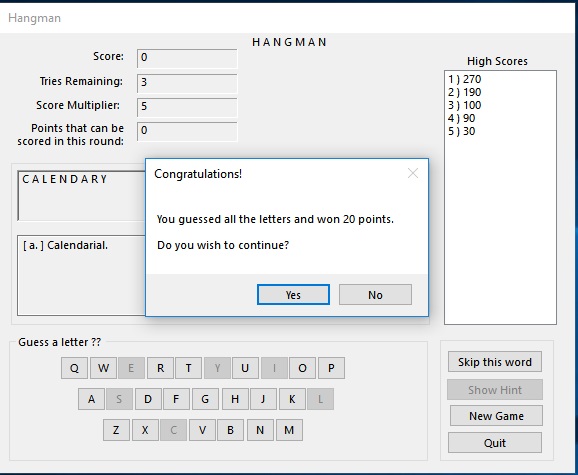 Hangman
H A N G M A N
Score: 0
Tries Remaining: 3
Score Multiplier: 5
Points that can be
scored in this round: 0
High Scores
1 ) 270
2 ) 190
3 ) 100
4 ) 90
5 ) 30
C A L E N D A R Y
[ a. ] Calendarial.
Congratulations!
You guessed all the letters and won 20 points.
Do you wish to continue?
Yes No
Guess a letter ??
Q W E R T Y U I O P
A S D F G H J K L
Z X C V B N M
Skip this word
Show Hint
New Game
Quit